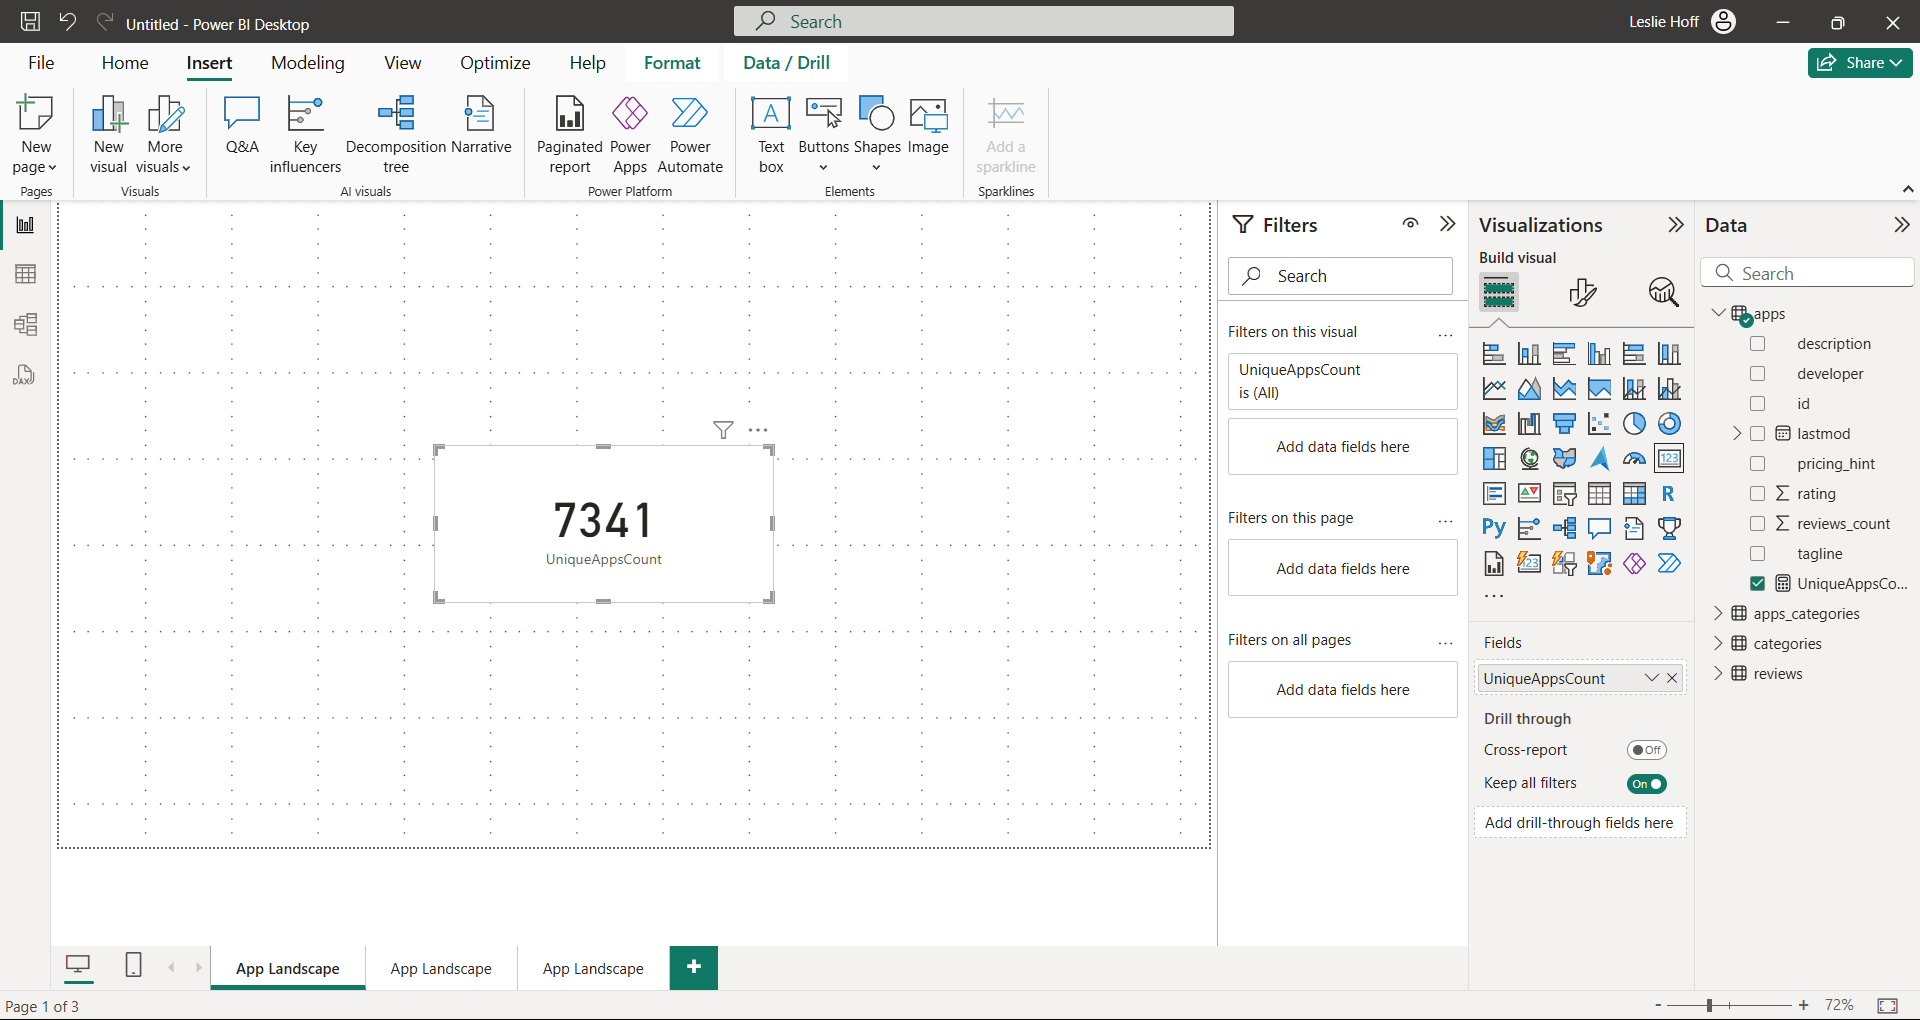 Untitled - Power BI Desktop
Search
Leslie Hoff
File Home Insert Modeling View Optimize Help Format Data / Drill
Share
New page
New visual
More visuals
Q&A
Key influencers
Decomposition tree
Narrative
Paginated report
Power Apps
Power Automate
A
Text box
Buttons
Shapes
Image
Add a sparkline
Pages
Visuals
AI visuals
Power Platform
Elements
Sparklines
DAX
7341
UniqueAppsCount
Filters
Search
Filters on this visual
UniqueAppsCount
is (All)
Add data fields here
Filters on this page
Add data fields here
Filters on all pages
Add data fields here
Visualizations
Build visual
123
R
Py
123
Fields
UniqueAppsCount
Drill through
Cross-report
Off
Keep all filters
On
Add drill-through fields here
Data
Search
apps
description
developer
id
lastmod
pricing_hint
rating
reviews_count
tagline
UniqueAppsCo...
apps_categories
categories
reviews
App Landscape
App Landscape
App Landscape
Page 1 of 3
- + 72%